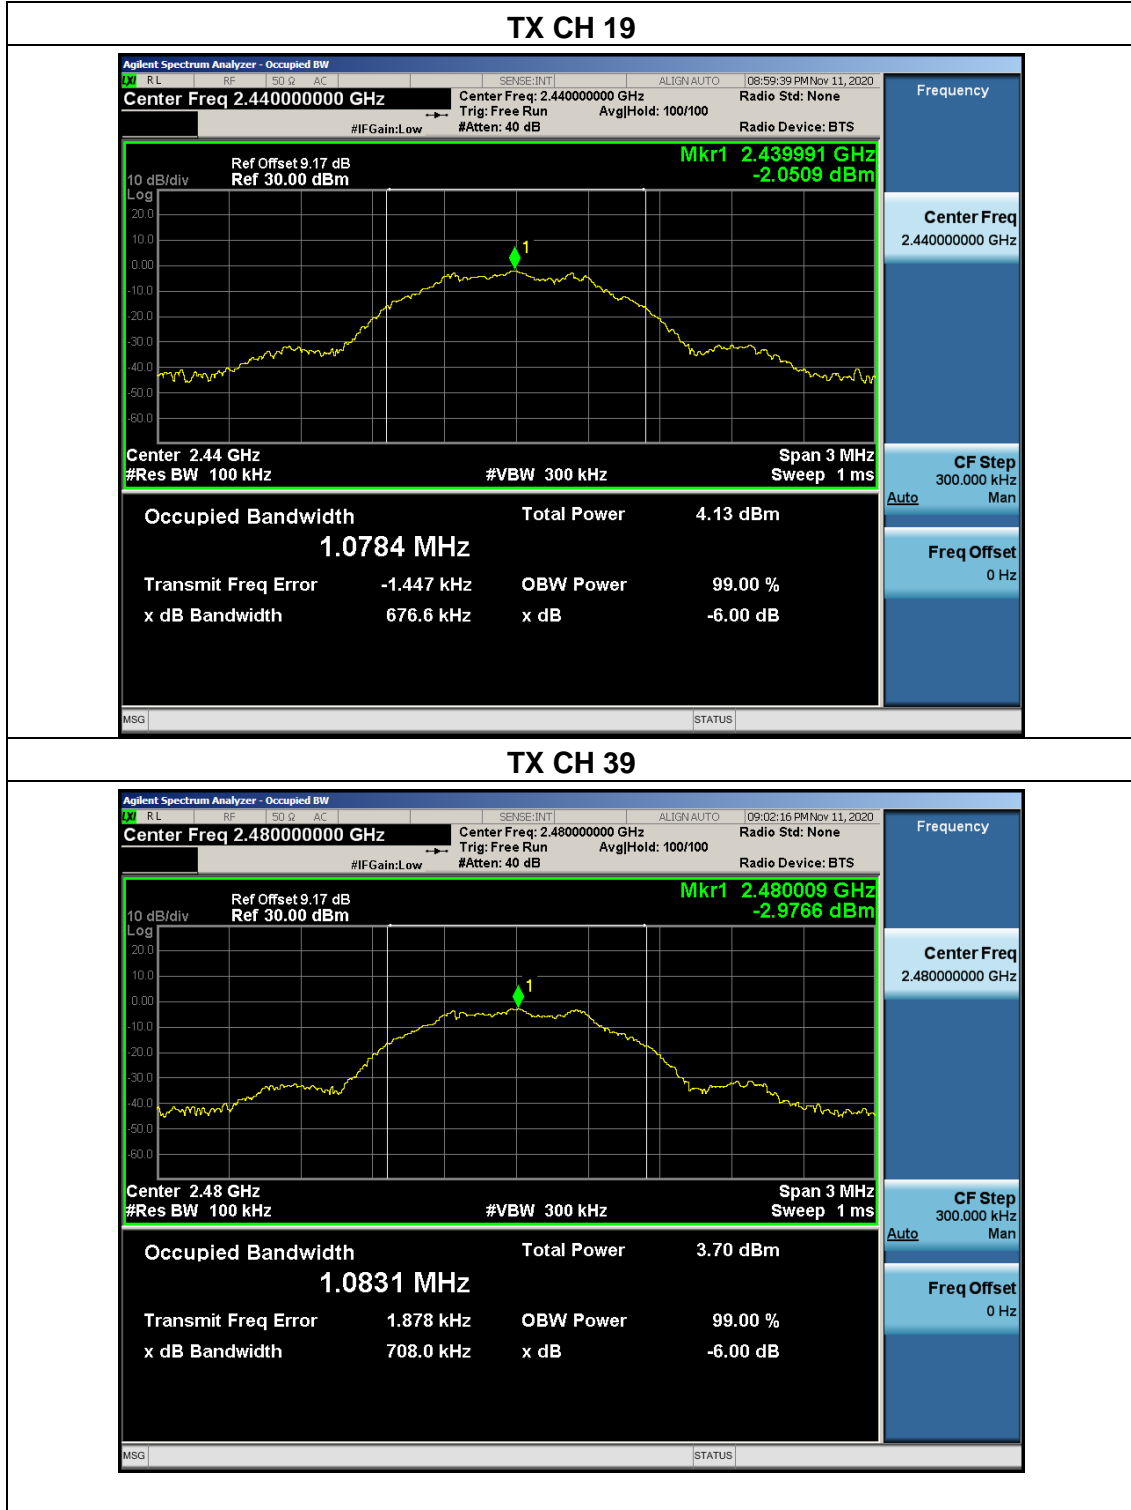 TX CH 19
Agilent Spectrum Analyzer - Occupied BW
LXI RL RF 50 Ω AC SENSE:INT ALIGN AUTO 08:59:39 PM Nov 11, 2020
Center Freq 2.440000000 GHz
Center Freq: 2.440000000 GHz Radio Std: None
Trig: Free Run Avg|Hold: 100/100
#IFGain:Low #Atten: 40 dB Radio Device: BTS
Frequency
Mkr1 2.439991 GHz
-2.0509 dBm
Ref Offset 9.17 dB
10 dB/div Ref 30.00 dBm
Log
20.0
10.0
0.00
-10.0
-20.0
-30.0
-40.0
-50.0
-60.0
1
Center 2.44 GHz Span 3 MHz
#Res BW 100 kHz #VBW 300 kHz Sweep 1 ms
Center Freq
2.440000000 GHz
CF Step
300.000 kHz
Auto Man
Freq Offset
0 Hz
Occupied Bandwidth Total Power 4.13 dBm
1.0784 MHz
Transmit Freq Error -1.447 kHz OBW Power 99.00 %
x dB Bandwidth 676.6 kHz x dB -6.00 dB
MSG STATUS
TX CH 39
Agilent Spectrum Analyzer - Occupied BW
LXI RL RF 50 Ω AC SENSE:INT ALIGN AUTO 09:02:16 PM Nov 11, 2020
Center Freq 2.480000000 GHz
Center Freq: 2.480000000 GHz Radio Std: None
Trig: Free Run Avg|Hold: 100/100
#IFGain:Low #Atten: 40 dB Radio Device: BTS
Frequency
Mkr1 2.480009 GHz
-2.9766 dBm
Ref Offset 9.17 dB
10 dB/div Ref 30.00 dBm
Log
20.0
10.0
0.00
-10.0
-20.0
-30.0
-40.0
-50.0
-60.0
1
Center 2.48 GHz Span 3 MHz
#Res BW 100 kHz #VBW 300 kHz Sweep 1 ms
Center Freq
2.480000000 GHz
CF Step
300.000 kHz
Auto Man
Freq Offset
0 Hz
Occupied Bandwidth Total Power 3.70 dBm
1.0831 MHz
Transmit Freq Error 1.878 kHz OBW Power 99.00 %
x dB Bandwidth 708.0 kHz x dB -6.00 dB
MSG STATUS